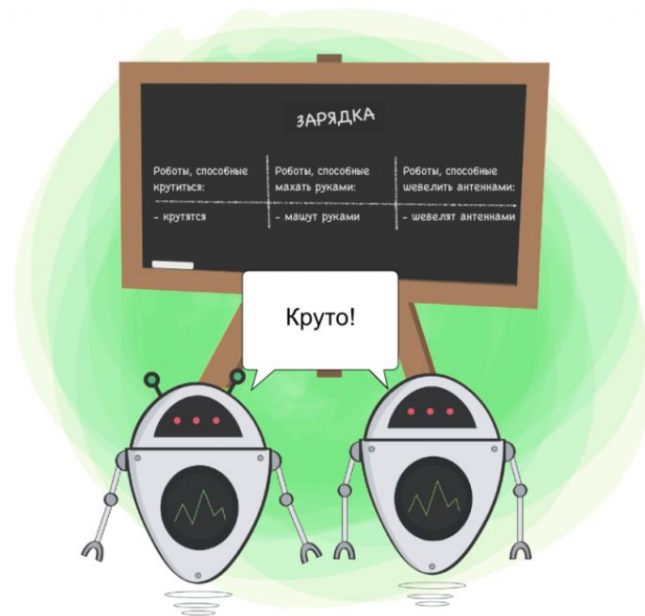 ЗАРЯДКА
Роботы, способные
крутиться:
Роботы, способные
махать руками:
Роботы, способные
шевелить антеннами:
- крутятся
- машут руками
- шевелят антеннами
Круто!